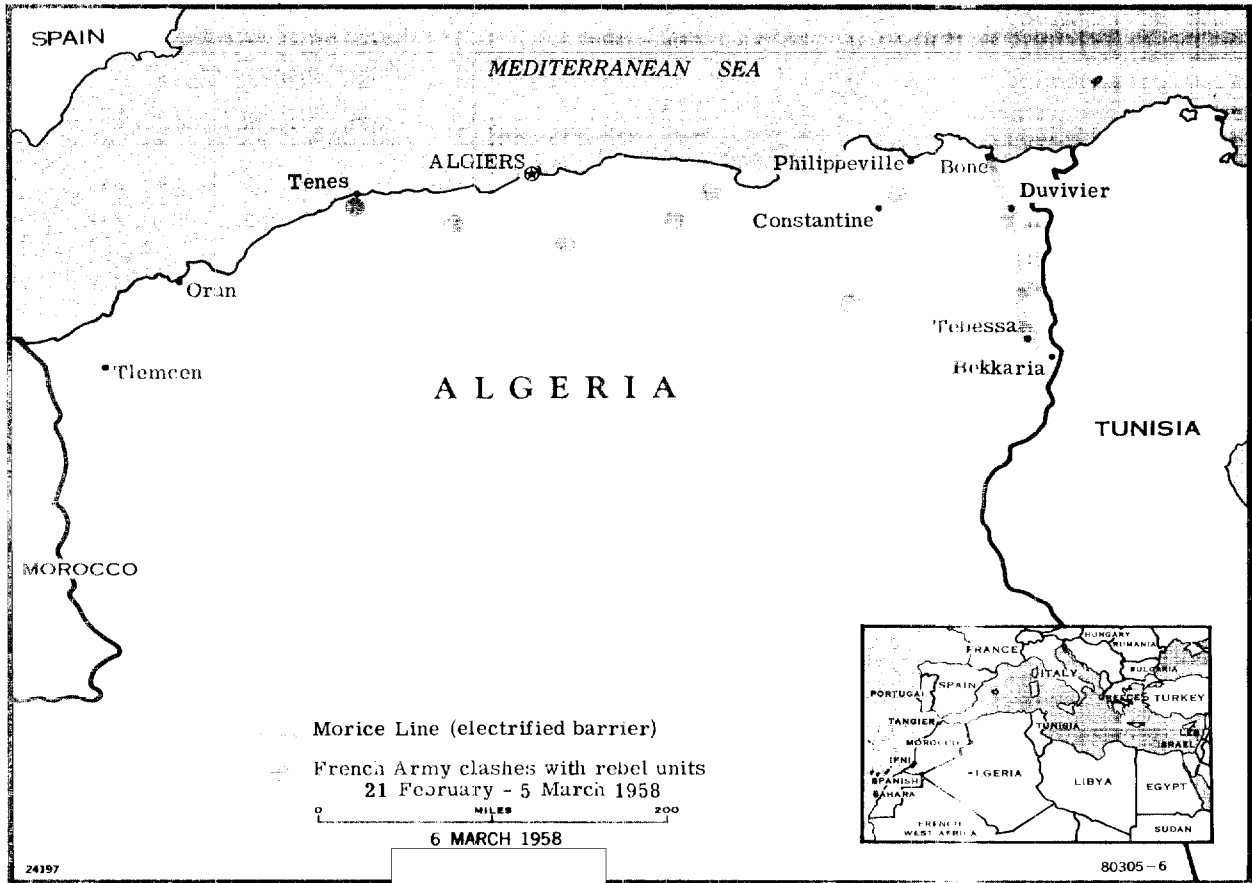 SPAIN
MEDITERRANEAN SEA
ALGIERS
Philippeville
Bone
Tenes
Duvivier
Constantine
Oran
Tebessa
Bekkaria
Tlemcen
ALGERIA
TUNISIA
MOROCCO
Morice Line (electrified barrier)
French Army clashes with rebel units
21 February - 5 March 1958
0 MILES 200
6 MARCH 1958
24197
80305-6
HUNGARY
FRANCE
RUMANIA
ITALY
BULGARIA
SPAIN
PORTUGAL
GREECE
TURKEY
TANGIER
TUNISIA
LEB.
MOROCCO
ISRAEL
IFNI
ALGERIA
SPANISH
SAHARA
LIBYA
EGYPT
FRENCH
WEST AFRICA
SUDAN